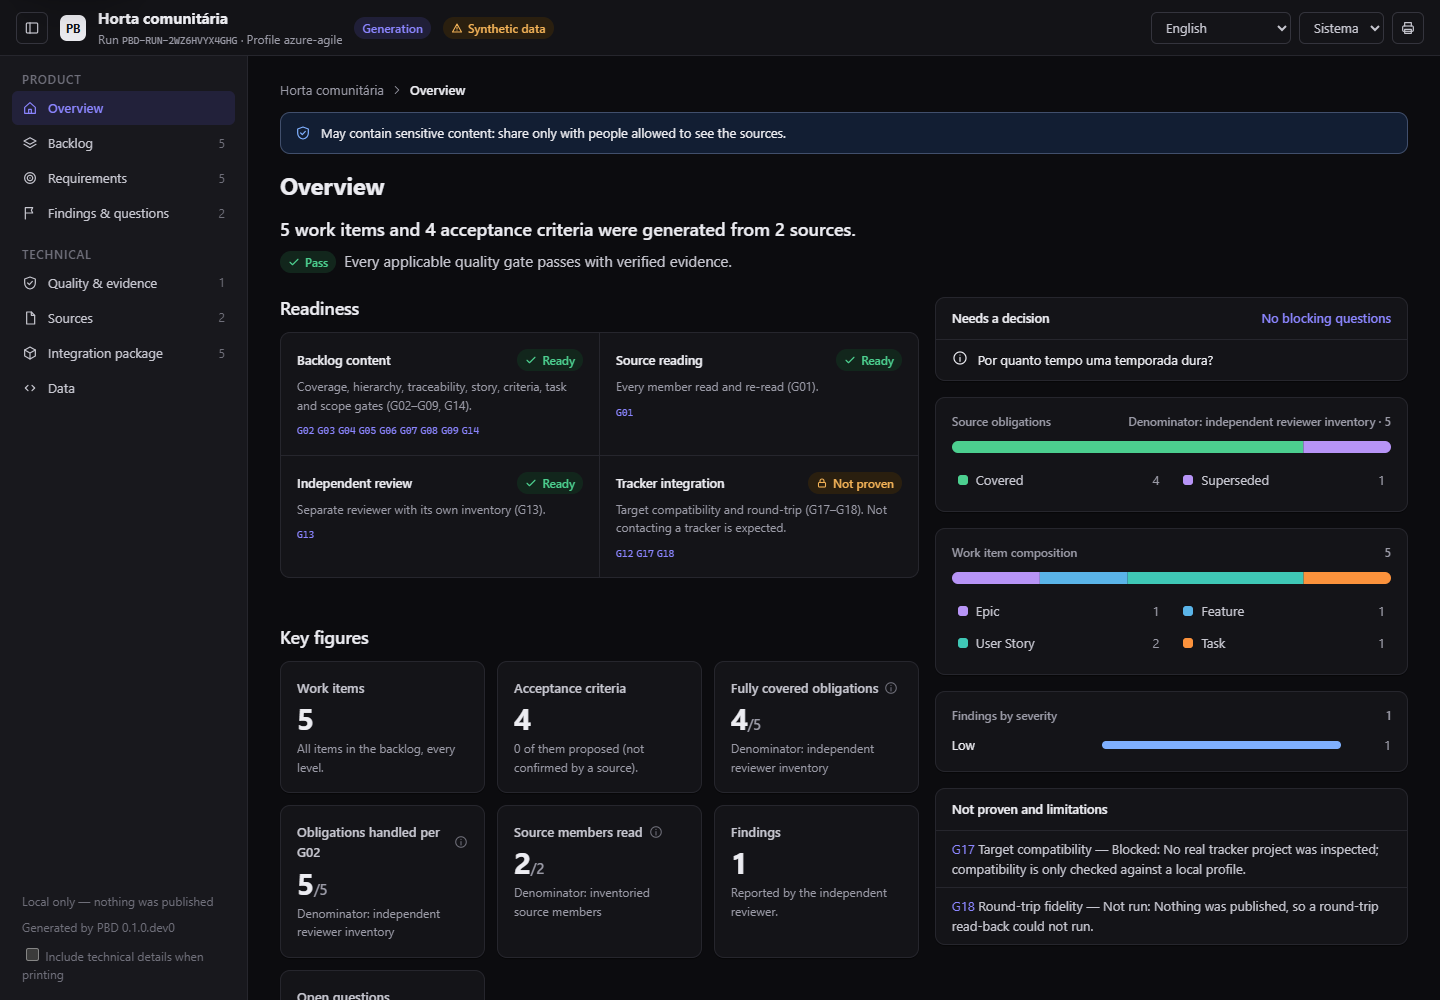 PB
Horta comunitária
Run PBD-RUN-2WZ6HVYX4GHG · Profile azure-agile
Generation
Synthetic data
English
Sistema
PRODUCT
Overview
Backlog 5
Requirements 5
Findings & questions 2
TECHNICAL
Quality & evidence 1
Sources 2
Integration package 5
Data
Local only — nothing was published
Generated by PBD 0.1.0.dev0
Include technical details when
printing
Horta comunitária > Overview
May contain sensitive content: share only with people allowed to see the sources.
Overview
5 work items and 4 acceptance criteria were generated from 2 sources.
Pass Every applicable quality gate passes with verified evidence.
Readiness
Backlog content Ready
Coverage, hierarchy, traceability, story, criteria, task
and scope gates (G02–G09, G14).
G02 G03 G04 G05 G06 G07 G08 G09 G14
Source reading Ready
Every member read and re-read (G01).
G01
Independent review Ready
Separate reviewer with its own inventory (G13).
G13
Tracker integration Not proven
Target compatibility and round-trip (G17–G18). Not
contacting a tracker is expected.
G12 G17 G18
Key figures
Work items
5
All items in the backlog, every
level.
Acceptance criteria
4
0 of them proposed (not
confirmed by a source).
Fully covered obligations
4/5
Denominator: independent
reviewer inventory
Obligations handled per
G02
5/5
Denominator: independent
reviewer inventory
Source members read
2/2
Denominator: inventoried
source members
Findings
1
Reported by the independent
reviewer.
Open questions
Needs a decision No blocking questions
Por quanto tempo uma temporada dura?
Source obligations Denominator: independent reviewer inventory · 5
Covered 4
Superseded 1
Work item composition 5
Epic 1
Feature 1
User Story 2
Task 1
Findings by severity 1
Low 1
Not proven and limitations
G17 Target compatibility — Blocked: No real tracker project was inspected;
compatibility is only checked against a local profile.
G18 Round-trip fidelity — Not run: Nothing was published, so a round-trip
read-back could not run.